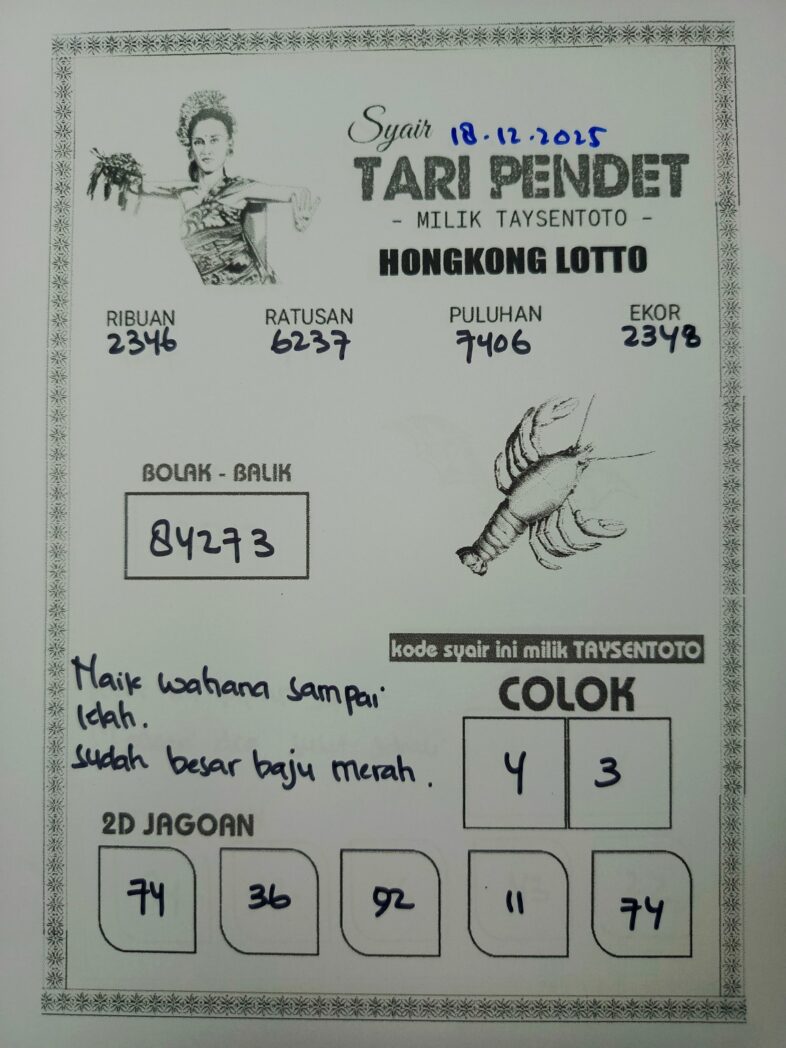 Syair 18.12.2025
TARI PENDET
- MILIK TAYSENTOTO -
HONGKONG LOTTO
RIBUAN RATUSAN PULUHAN EKOR
2346 6237 7406 2348
BOLAK - BALIK
84273
kode syair ini milik TAYSENTOTO
Naik wahana sampai
lelah.
sudah besar baju merah.
COLOK
4 3
2D JAGOAN
74 36 92 11 74